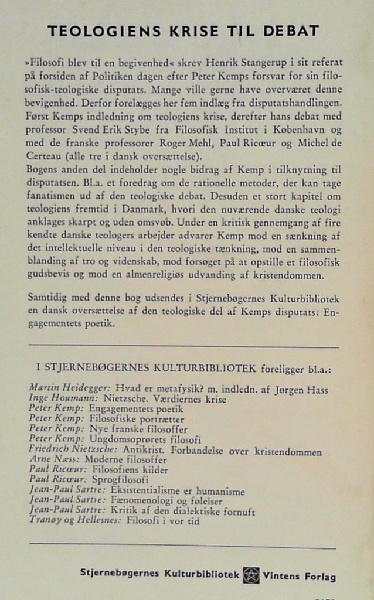 TEOLOGIENS KRISE TIL DEBAT
»Filosofi blev til en begivenhed« skrev Henrik Stangerup i sit referat
på forsiden af Politiken dagen efter Peter Kemps forsvar for sin filo-
sofisk-teologiske disputats. Mange ville gerne have overværet denne
bevigenhed. Derfor forelægges her fem indlæg fra disputatshandlingen.
Først Kemps indledning om teologiens krise, derefter hans debat med
professor Svend Erik Stybe fra Filosofisk Institut i København og
med de franske professorer Roger Mehl, Paul Ricœur og Michel de
Certeau (alle tre i dansk oversættelse).
Bogens anden del indeholder nogle bidrag af Kemp i tilknytning til
disputatsen. Bl.a. et foredrag om de rationelle metoder, der kan tage
fanatismen ud af den teologiske debat. Desuden et stort kapitel om
teologiens fremtid i Danmark, hvori den nuværende danske teologi
anklages skarpt og uden omsvøb. Under en kritisk gennemgang af fire
kendte danske teologers arbejder advarer Kemp mod en sænkning af
det intellektuelle niveau i den teologiske tænkning, mod en sammen-
blanding af tro og videnskab, mod forsøget på at opstille et filosofisk
gudsbevis og mod en almenreligiøs udvanding af kristendommen.
Samtidig med denne bog udsendes i Stjernebøgernes Kulturbibliotek
en dansk oversættelse af den teologiske del af Kemps disputats: En-
gagementets poetik.
I STJERNEBØGERNES KULTURBIBLIOTEK foreligger bl.a.:
Martin Heidegger: Hvad er metafysik? m. indledn. af Jørgen Hass
Inge Houmann: Nietzsche. Værdiernes krise
Peter Kemp: Engagementets poetik
Peter Kemp: Filosofiske portrætter
Peter Kemp: Nye franske filosoffer
Peter Kemp: Ungdomsoprørets filosofi
Friedrich Nietzsche: Antikrist. Forbandelse over kristendommen
Arne Næss: Moderne filosoffer
Paul Ricœur: Filosofiens kilder
Paul Ricœur: Sprogfilosofi
Jean-Paul Sartre: Eksistentialisme er humanisme
Jean-Paul Sartre: Fænomenologi og følelser
Jean-Paul Sartre: Kritik af den dialektiske fornuft
Tranøy og Hellesnes: Filosofi i vor tid
Stjernebøgernes Kulturbibliotek Vintens Forlag